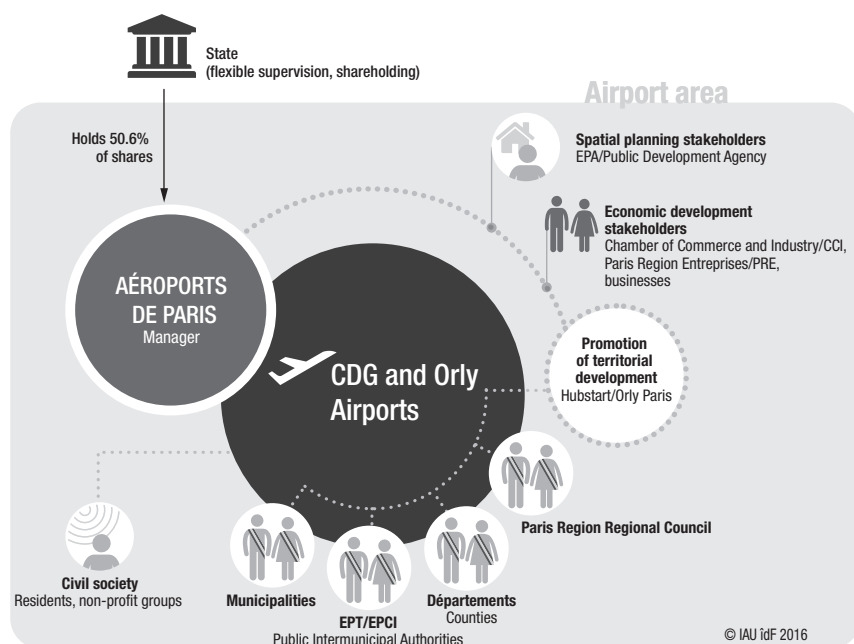 State
(flexible supervision, shareholding)
Airport area
Holds 50.6%
of shares
Spatial planning stakeholders
EPA/Public Development Agency
Economic development
stakeholders
Chamber of Commerce and Industry/CCI,
Paris Region Entreprises/PRE,
businesses
AÉROPORTS
DE PARIS
Manager
Promotion
of territorial
development
Hubstart/Orly Paris
CDG and Orly
Airports
Paris Region Regional Council
Civil society
Residents, non-profit groups
Municipalities
EPT/EPCI
Public Intermunicipal Authorities
Départements
Counties
© IAU îdF 2016